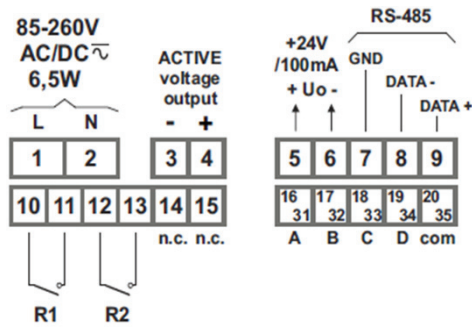 RS-485
85-260V
AC/DC
6,5W
ACTIVE
voltage
output
+24V
/100mA
+ Uo -
GND
DATA -
DATA +
L N
- +
1 2 3 4 5 6 7 8 9
10 11 12 13 14 15
16 17 18 19 20
31 32 33 34 35
n.c. n.c.
A B C D com
R1 R2